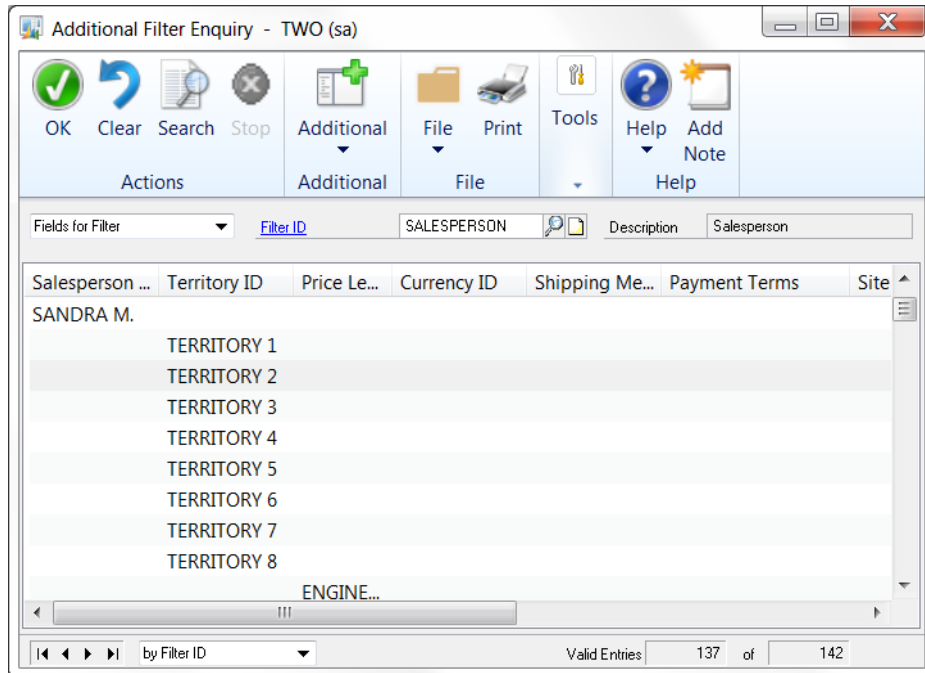 Additional Filter Enquiry - TWO (sa)
OK Clear Search Stop Additional File Print Tools Help Add Note
Actions Additional File Help
Fields for Filter Filter ID SALESPERSON Description Salesperson
Salesperson ... Territory ID Price Le... Currency ID Shipping Me... Payment Terms Site
SANDRA M.
TERRITORY 1
TERRITORY 2
TERRITORY 3
TERRITORY 4
TERRITORY 5
TERRITORY 6
TERRITORY 7
TERRITORY 8
ENGINE...
by Filter ID Valid Entries 137 of 142